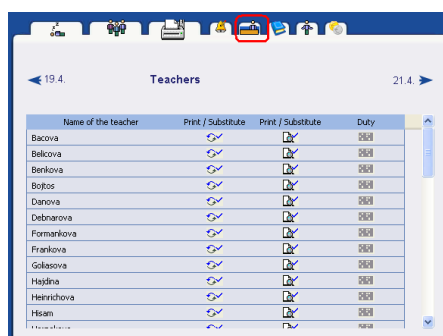 19.4.
Teachers
21.4.
Name of the teacher Print / Substitute Print / Substitute Duty
Bacova
Belicova
Benkova
Bojtos
Danova
Debnarova
Formankova
Frankova
Goliasova
Hajdina
Heinrichova
Hisam